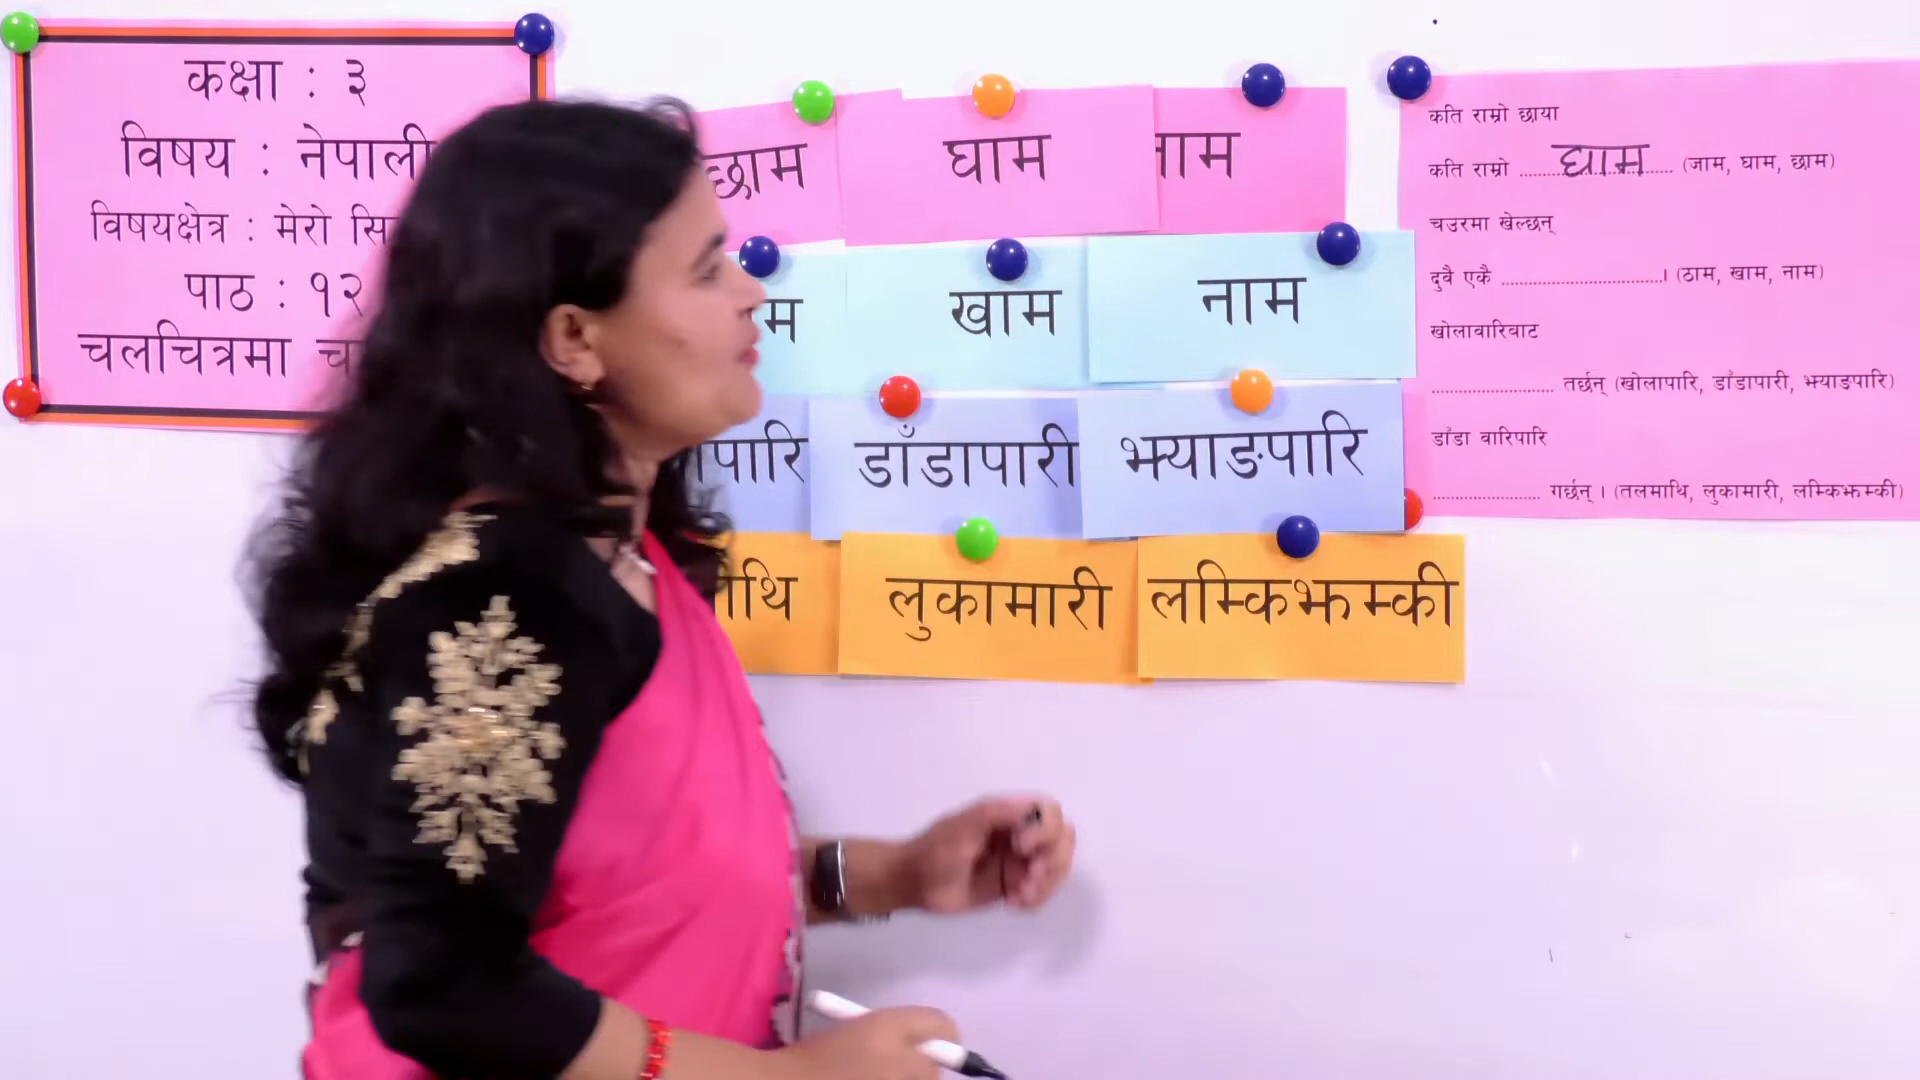 कक्षा : ३
विषय : नेपाली
विषयक्षेत्र : मेरो
पाठ : १२
चलचित्रमा
छाम
घाम
खाम
नाम
डाँडापारी
झ्याङपारि
लुकामारी
लम्किझम्की
कति राम्रो छाया
कति राम्रो .......... घाम .......... (जाम, घाम, छाम)
चउरमा खेल्छन्
दुवै एकै ..............................। (ठाम, खाम, नाम)
खोलावारिबाट
...................... तर्छन् (खोलापारि, डाँडापारी, झ्याङपारि)
डाँडा वारिपारि
.................... गर्छन् । (तलमाथि, लुकामारी, लम्किझम्की)